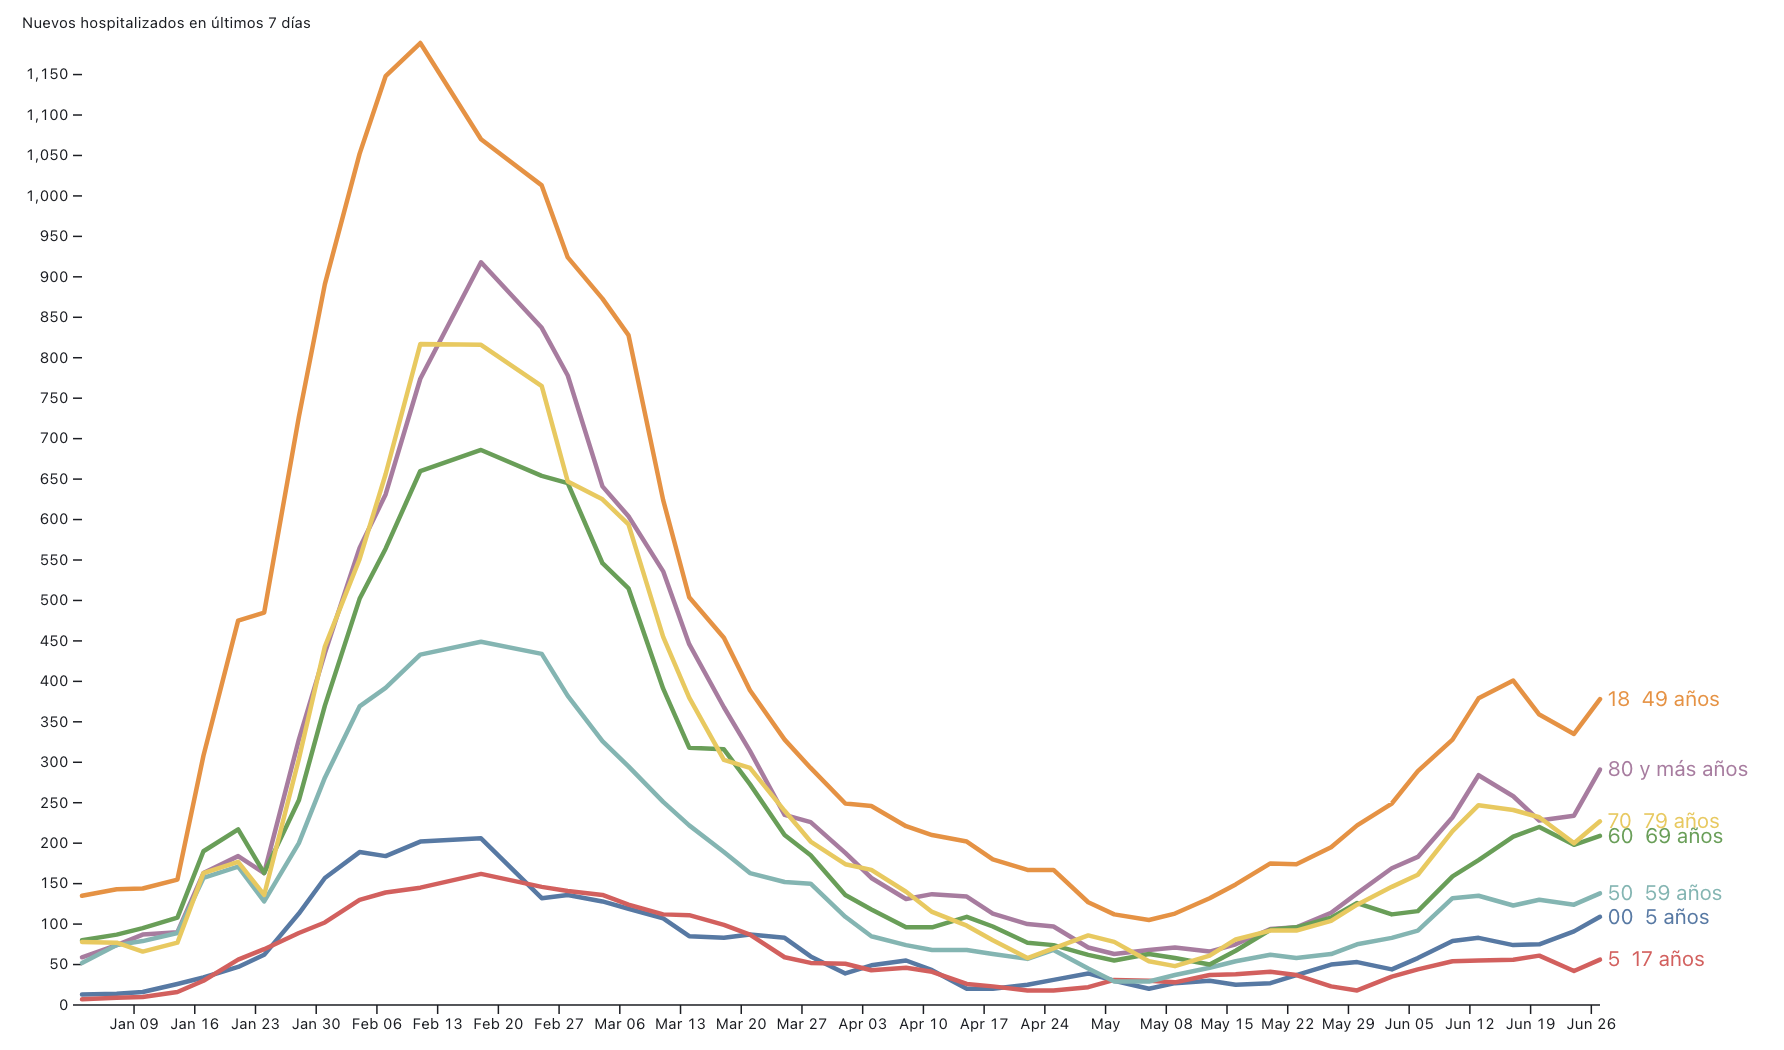 Nuevos hospitalizados en últimos 7 días
1,150
1,100
1,050
1,000
950
900
850
800
750
700
650
600
550
500
450
400
350
300
250
200
150
100
50
0
18 49 años
80 y más años
70 79 años
60 69 años
50 59 años
00 5 años
5 17 años
Jan 09 Jan 16 Jan 23 Jan 30 Feb 06 Feb 13 Feb 20 Feb 27 Mar 06 Mar 13 Mar 20 Mar 27 Apr 03 Apr 10 Apr 17 Apr 24 May May 08 May 15 May 22 May 29 Jun 05 Jun 12 Jun 19 Jun 26